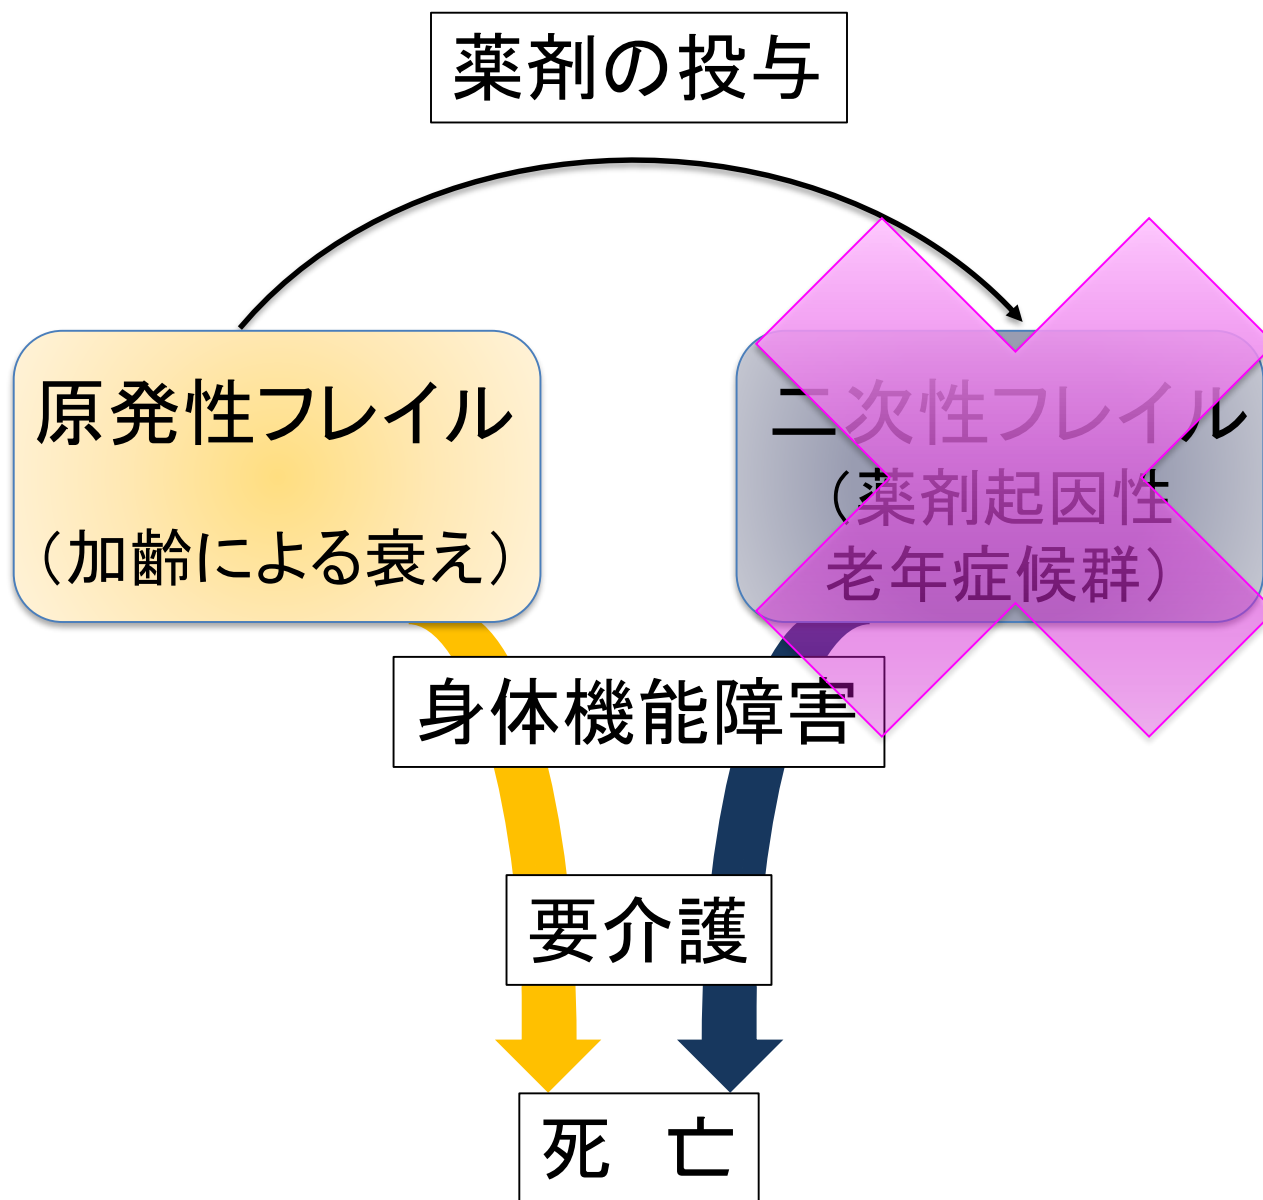 薬剤の投与
原発性フレイル
（加齢による衰え）
二次性フレイル
（薬剤起因性
老年症候群）
身体機能障害
要介護
死　亡